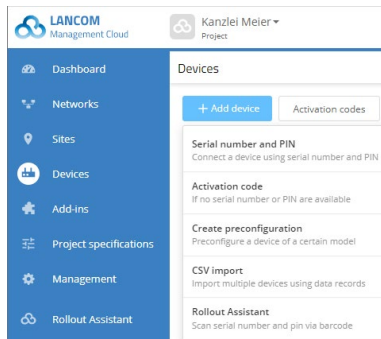 LANCOM
Management Cloud
Kanzlei Meier
Project
Dashboard
Networks
Sites
Devices
Add-ins
Project specifications
Management
Rollout Assistant
Devices
+ Add device
Activation codes
Serial number and PIN
Connect a device using serial number and PIN
Activation code
If no serial number or PIN are available
Create preconfiguration
Preconfigure a device of a certain model
CSV import
Import multiple devices using data records
Rollout Assistant
Scan serial number and pin via barcode